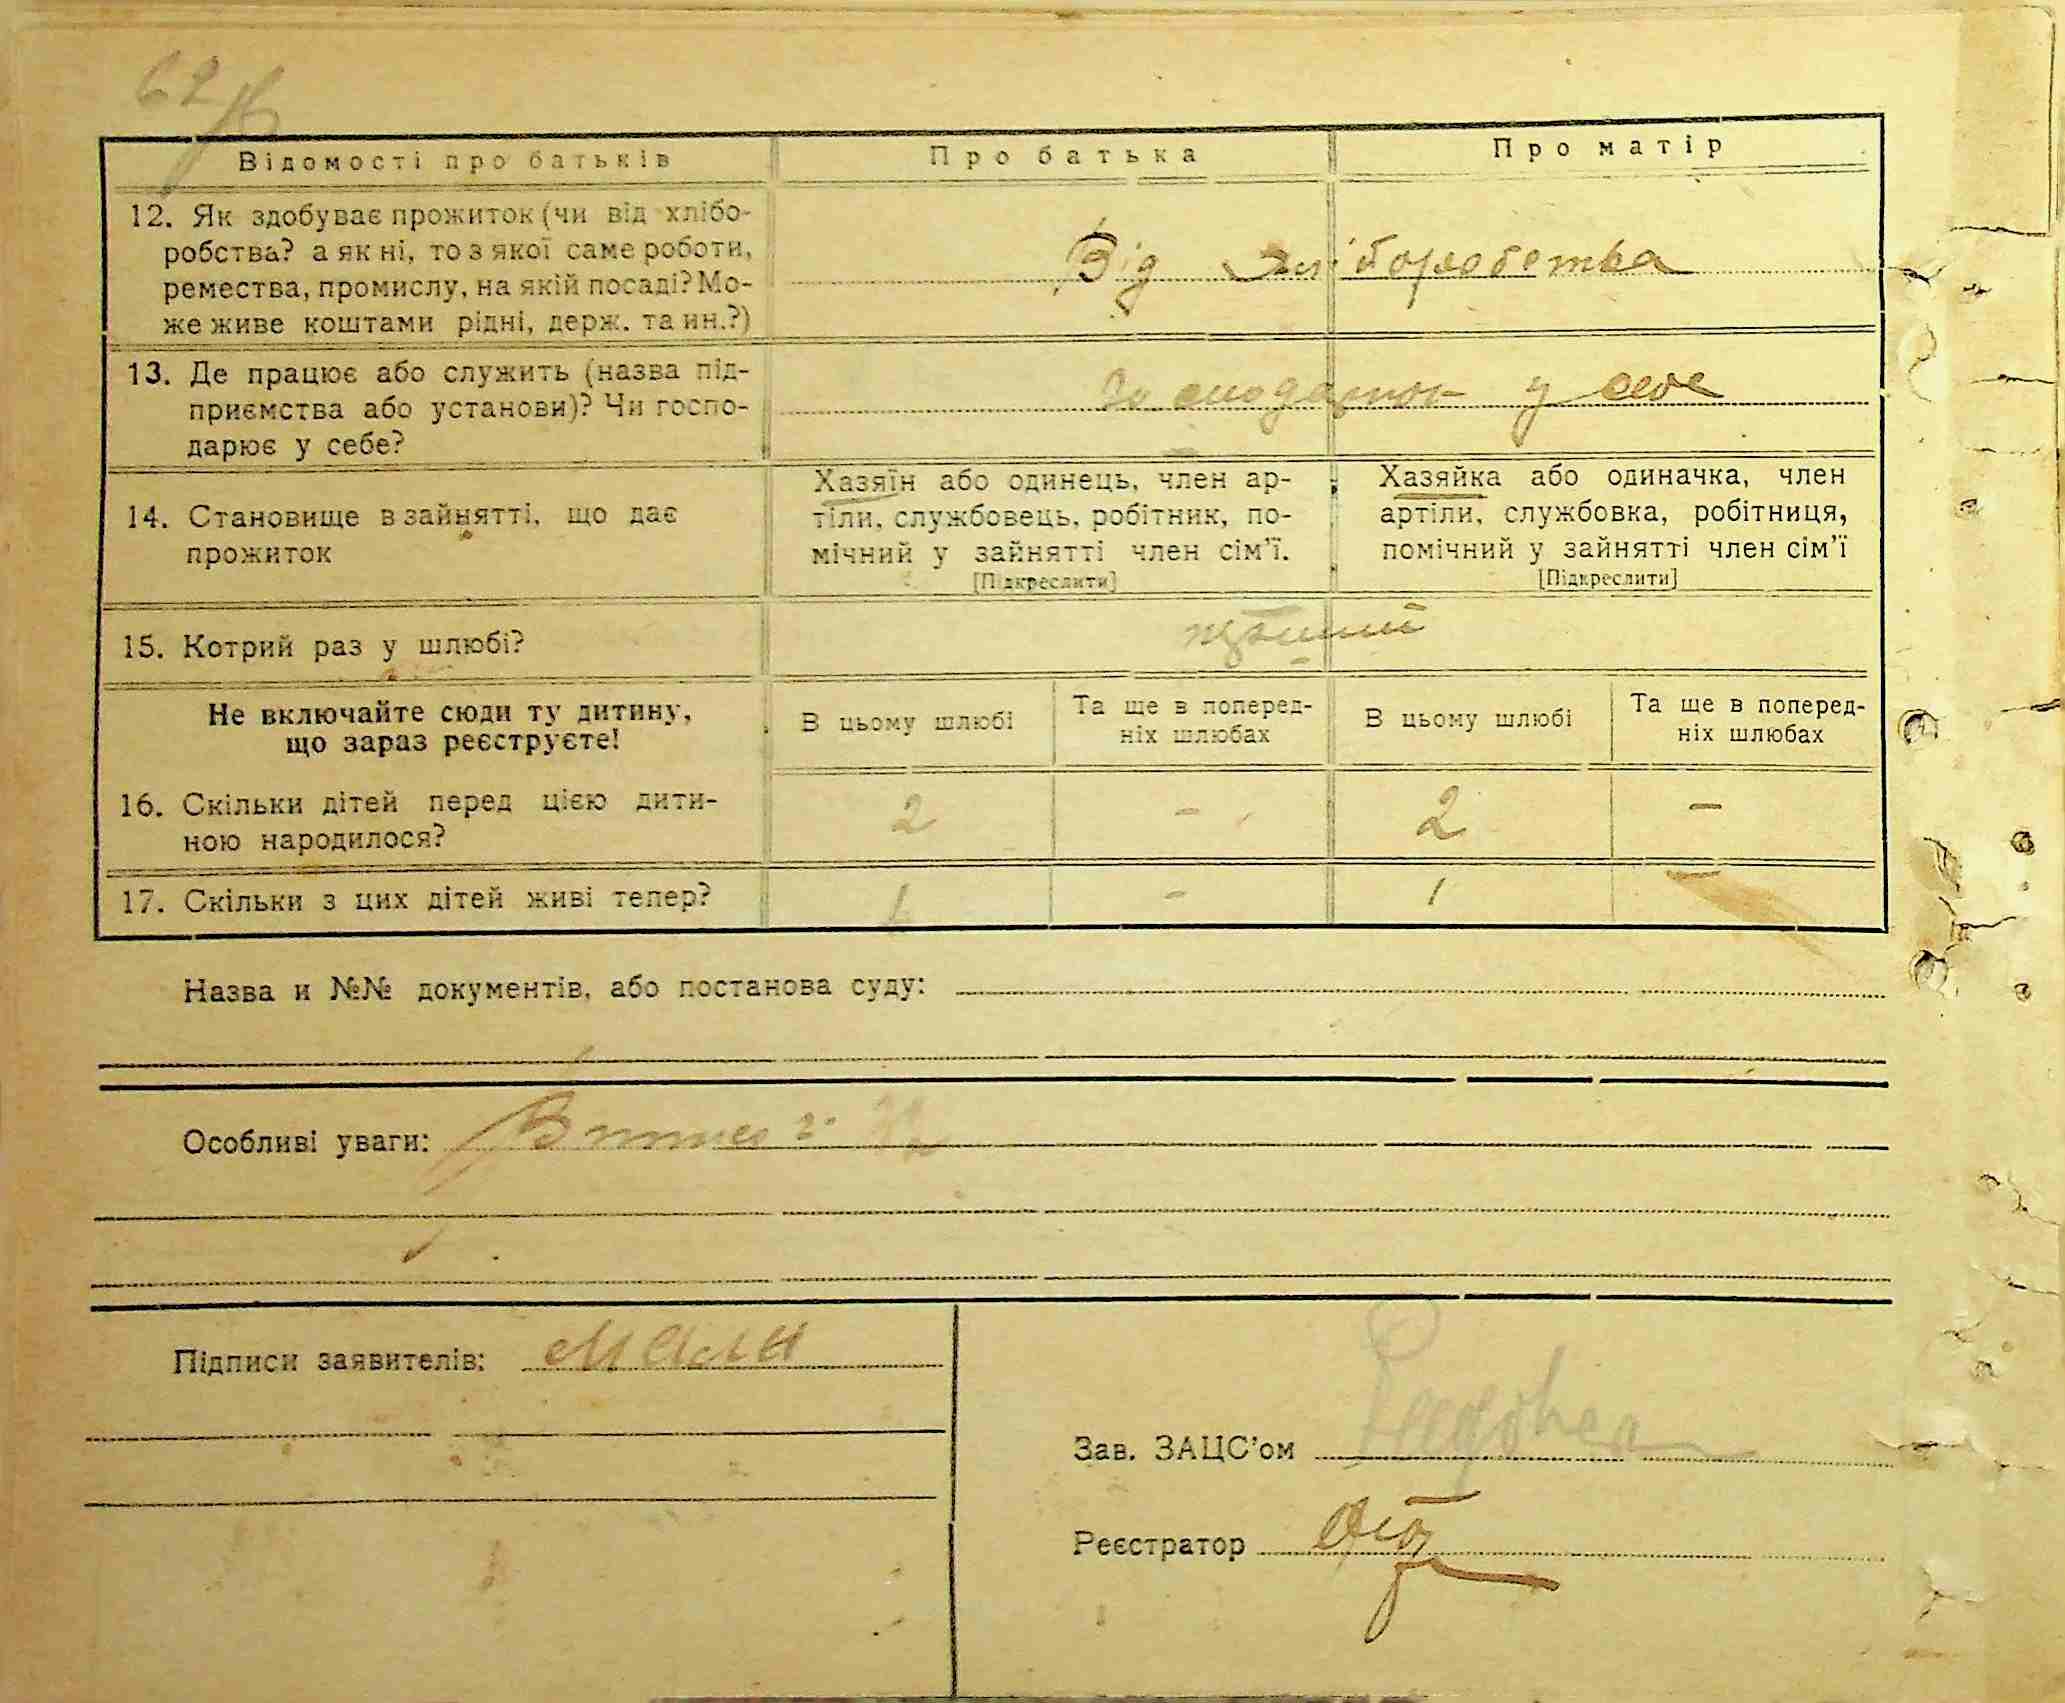 62
Відомості про батьків
Про батька
Про матір
12. Як здобуває прожиток (чи від хлібо-
робства? а як ні, то з якої саме роботи,
ремества, промислу, на якій посаді? Мо-
же живе коштами рідні, держ. та ин.?)
Від хліборобства
13. Де працює або служить (назва під-
приємства або установи)? Чи госпо-
дарює у себе?
у себе
14. Становище в зайнятті, що дає
прожиток
Хазяїн або одинець, член ар-
тіли, службовець, робітник, по-
мічний у зайнятті член сім’ї.
[Підкреслити]
Хазяйка або одиначка, член
артіли, службовка, робітниця,
помічний у зайнятті член сім’ї
[Підкреслити]
15. Котрий раз у шлюбі?
Не включайте сюди ту дитину,
що зараз реєструєте!
В цьому шлюбі
Та ще в поперед-
ніх шлюбах
В цьому шлюбі
Та ще в поперед-
ніх шлюбах
16. Скільки дітей перед цією дити-
ною народилося?
2 - 2 -
17. Скільки з цих дітей живі тепер?
1 - 1 -
Назва и №№ документів, або постанова суду:
Особливі уваги:
Підписи заявителів:
Зав. ЗАЦС’ом
Реєстратор